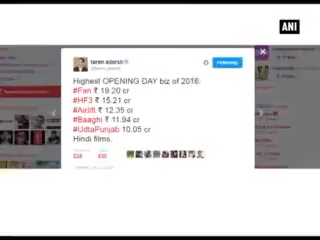 ANI
taran adarsh
Following
Highest OPENING DAY biz of 2016:
#Fan ₹ 19.20 cr
#HF3 ₹ 15.21 cr
#Airlift ₹ 12.35 cr
#Baaghi ₹ 11.94 cr
#UdtaPunjab 10.05 cr
Hindi films.